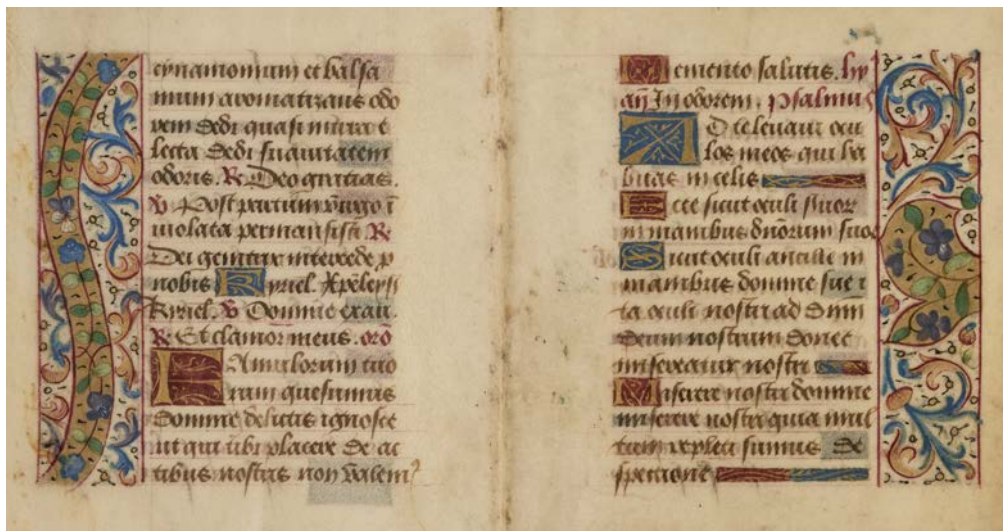 cynamomum et balsa
mum aromatizans odo
rem dedi quasi mirra e
lecta dedi suavitatem
odoris. R Deo gratias.
V Post partum virgo i
violata permansisti R
Dei genitrix intercede p
nobis Kyriel. Xpeleyso
Kyriel. V Domine exau.
R Et clamor meus. oro
Famulorum tuo
rum quesumus
Domine delictis ignosce
ut qui tibi placere de ac
tibus nostris non valem
Memento salutis. hy
an In odorem. psalmus
Ad te levavi ocu
los meos qui ha
bitas in celis
Ecce sicut oculi servor
in manibus dnorum suor
Sicut oculi ancille in
manibus domine sue i
ta oculi nostri ad dnm
deum nostrum donec
misereatur nostri
Miserere nostri domine
miserere nostri quia mul
tum repleti sumus de
spectione